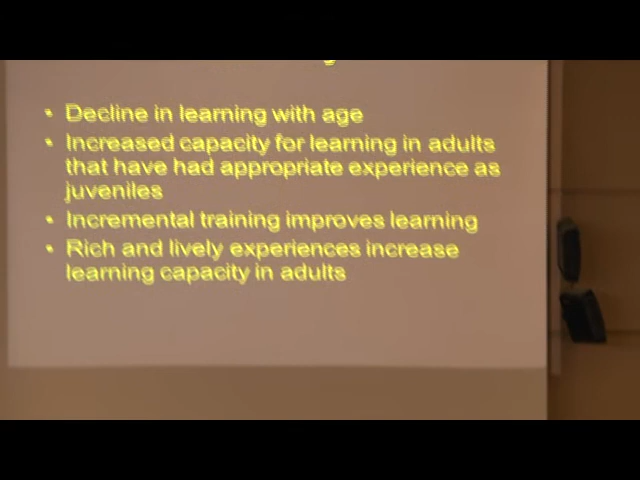 • Decline in learning with age
• Increased capacity for learning in adults
that have had appropriate experience as
juveniles
• Incremental training improves learning
• Rich and lively experiences increase
learning capacity in adults